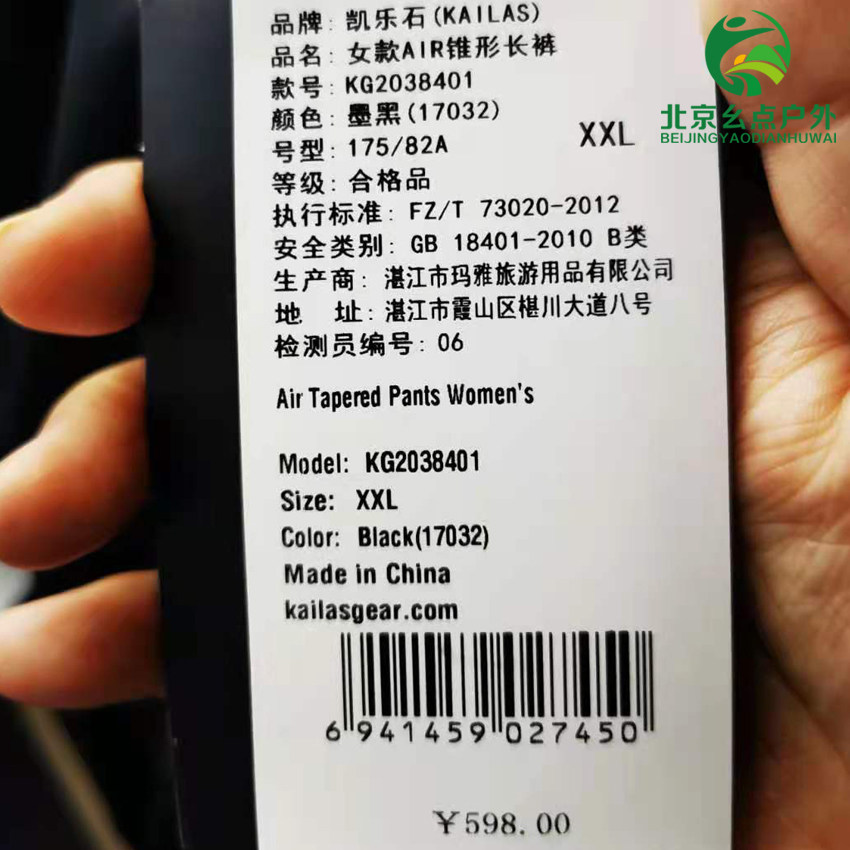 品牌: 凯乐石(KAILAS)
品名: 女款AIR锥形长裤
款号: KG2038401
颜色: 墨黑(17032)
号型: 175/82A
XXL
等级: 合格品
执行标准: FZ/T 73020-2012
安全类别: GB 18401-2010 B类
生产商: 湛江市玛雅旅游用品有限公司
地 址: 湛江市霞山区椹川大道八号
检测员编号: 06
Air Tapered Pants Women's
Model: KG2038401
Size: XXL
Color: Black(17032)
Made in China
kailasgear.com
6 941459 027450
¥598.00
北京幺点户外
BEIJINGYAODIANHUWAI